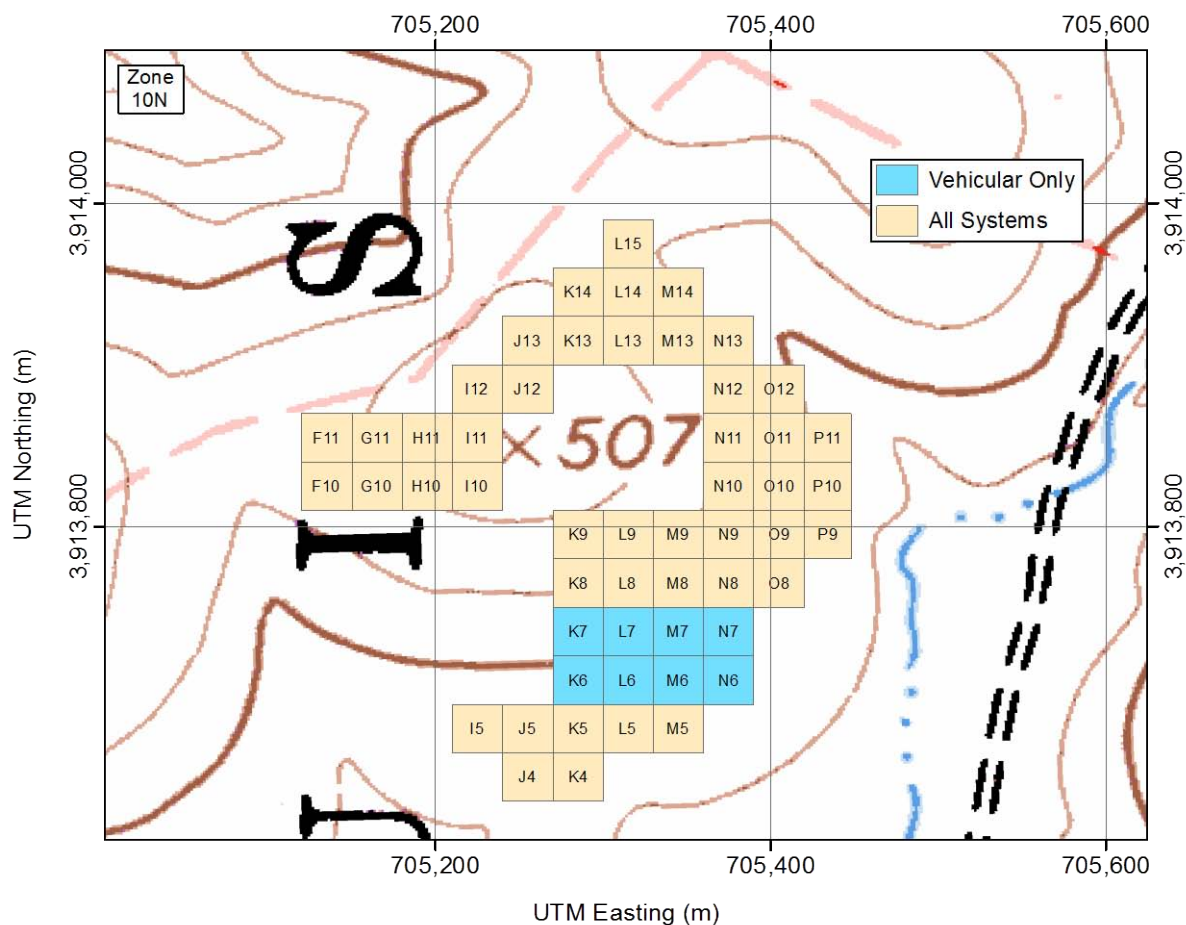 705,200 705,400 705,600
Zone
10N
Vehicular Only
All Systems
3,914,000
3,914,000
S
L15
K14 L14 M14
J13 K13 L13 M13 N13
I12 J12 N12 O12
F11 G11 H11 I11 × 507 N11 O11 P11
F10 G10 H10 I10 N10 O10 P10
3,913,800
3,913,800
I
K9 L9 M9 N9 O9 P9
K8 L8 M8 N8 O8
K7 L7 M7 N7
K6 L6 M6 N6
I5 J5 K5 L5 M5
J4 K4
UTM Northing (m)
705,200 705,400 705,600
UTM Easting (m)